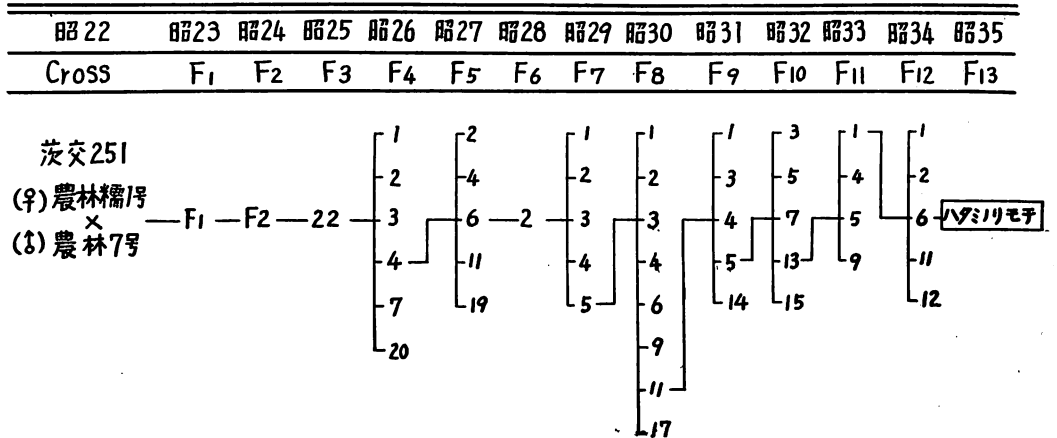 昭22 昭23 昭24 昭25 昭26 昭27 昭28 昭29 昭30 昭31 昭32 昭33 昭34 昭35
Cross F1 F2 F3 F4 F5 F6 F7 F8 F9 F10 F11 F12 F13
1 2 1 1 1 3 1 1
茨交251
2 4 2 2 3 5 4 2
(♀)農林糯1号
× F1 F2 22 3 6 2 3 3 4 7 5 6 ハタミノリモチ
(♂)農林7号
4 11 4 4 5 13 9 11
7 19 5 6 14 15 12
20 9
11
17